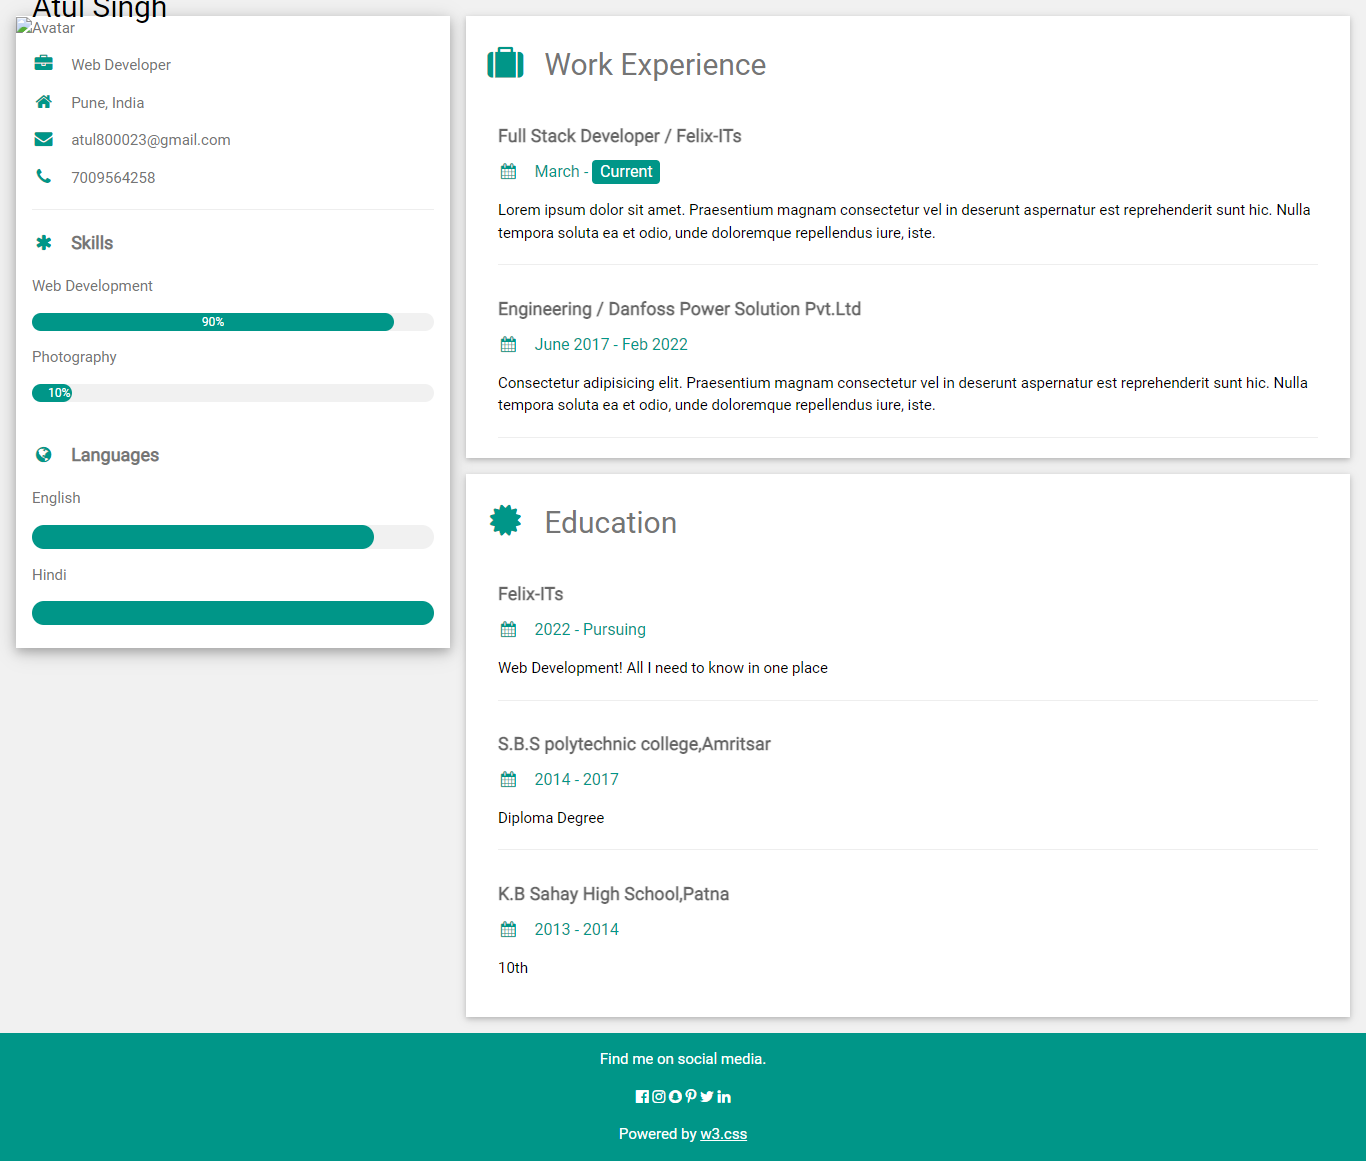 Atul Singh
Avatar
Web Developer
Pune, India
atul800023@gmail.com
7009564258
Skills
Web Development
90%
Photography
10%
Languages
English
Hindi
Work Experience
Full Stack Developer / Felix-ITs
March - Current
Lorem ipsum dolor sit amet. Praesentium magnam consectetur vel in deserunt aspernatur est reprehenderit sunt hic. Nulla
tempora soluta ea et odio, unde doloremque repellendus iure, iste.
Engineering / Danfoss Power Solution Pvt.Ltd
June 2017 - Feb 2022
Consectetur adipisicing elit. Praesentium magnam consectetur vel in deserunt aspernatur est reprehenderit sunt hic. Nulla
tempora soluta ea et odio, unde doloremque repellendus iure, iste.
Education
Felix-ITs
2022 - Pursuing
Web Development! All I need to know in one place
S.B.S polytechnic college,Amritsar
2014 - 2017
Diploma Degree
K.B Sahay High School,Patna
2013 - 2014
10th
Find me on social media.
Powered by w3.css